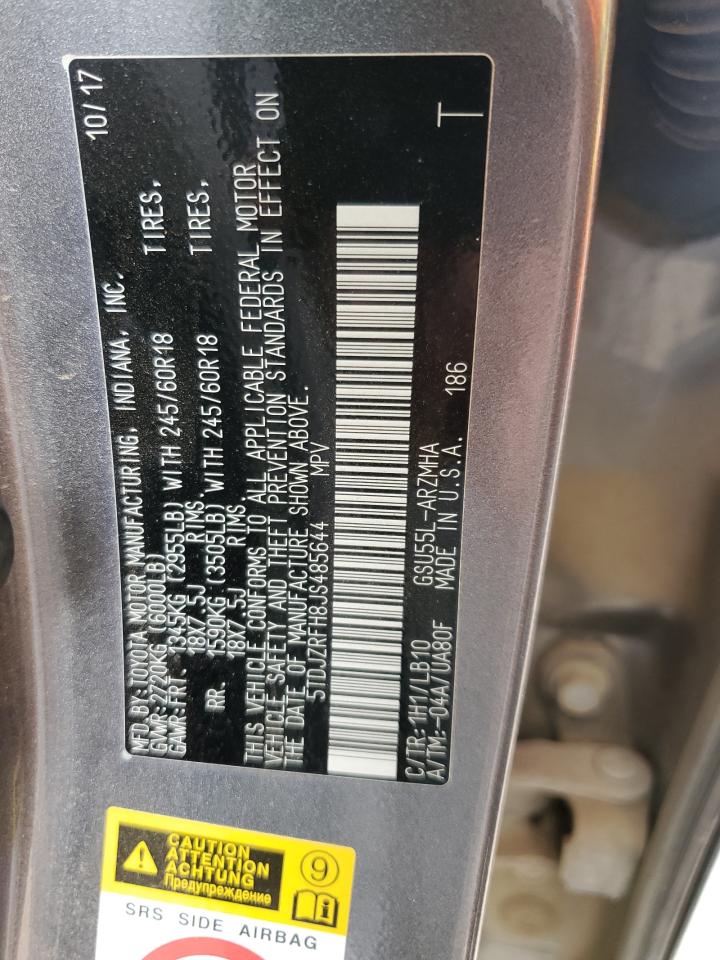 MFD.BY:TOYOTA MOTOR MANUFACTURING, INDIANA, INC. 10/17
GVWR:2720KG (6000LB)
GAWR:FRT. 1345KG (2955LB) WITH 245/60R18 TIRES,
18X7.5J RIMS.
RR. 1590KG (3505LB) WITH 245/60R18 TIRES,
18X7.5J RIMS
THIS VEHICLE CONFORMS TO ALL APPLICABLE FEDERAL MOTOR
VEHICLE SAFETY AND THEFT PREVENTION STANDARDS IN EFFECT ON
THE DATE OF MANUFACTURE SHOWN ABOVE.
5TDJZRFH8JS485644 MPV
C/TR:1H1/LB10 GSU55L-ARZMHA
A/TM:-04A/UA80F MADE IN U.S.A. 186 T
CAUTION
ATTENTION
ACHTUNG
Предупреждение
9
SRS SIDE AIRBAG